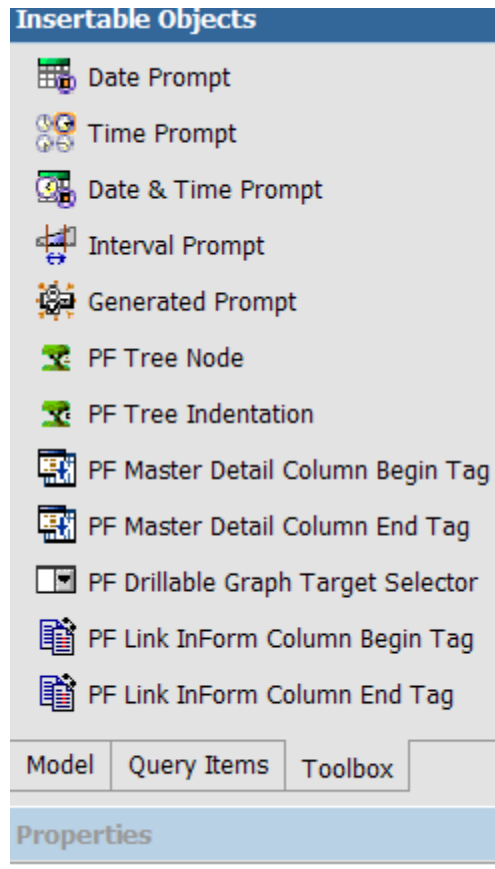 Insertable Objects
Date Prompt
Time Prompt
Date & Time Prompt
Interval Prompt
Generated Prompt
PF Tree Node
PF Tree Indentation
PF Master Detail Column Begin Tag
PF Master Detail Column End Tag
PF Drillable Graph Target Selector
PF Link InForm Column Begin Tag
PF Link InForm Column End Tag
Model Query Items Toolbox
Properties